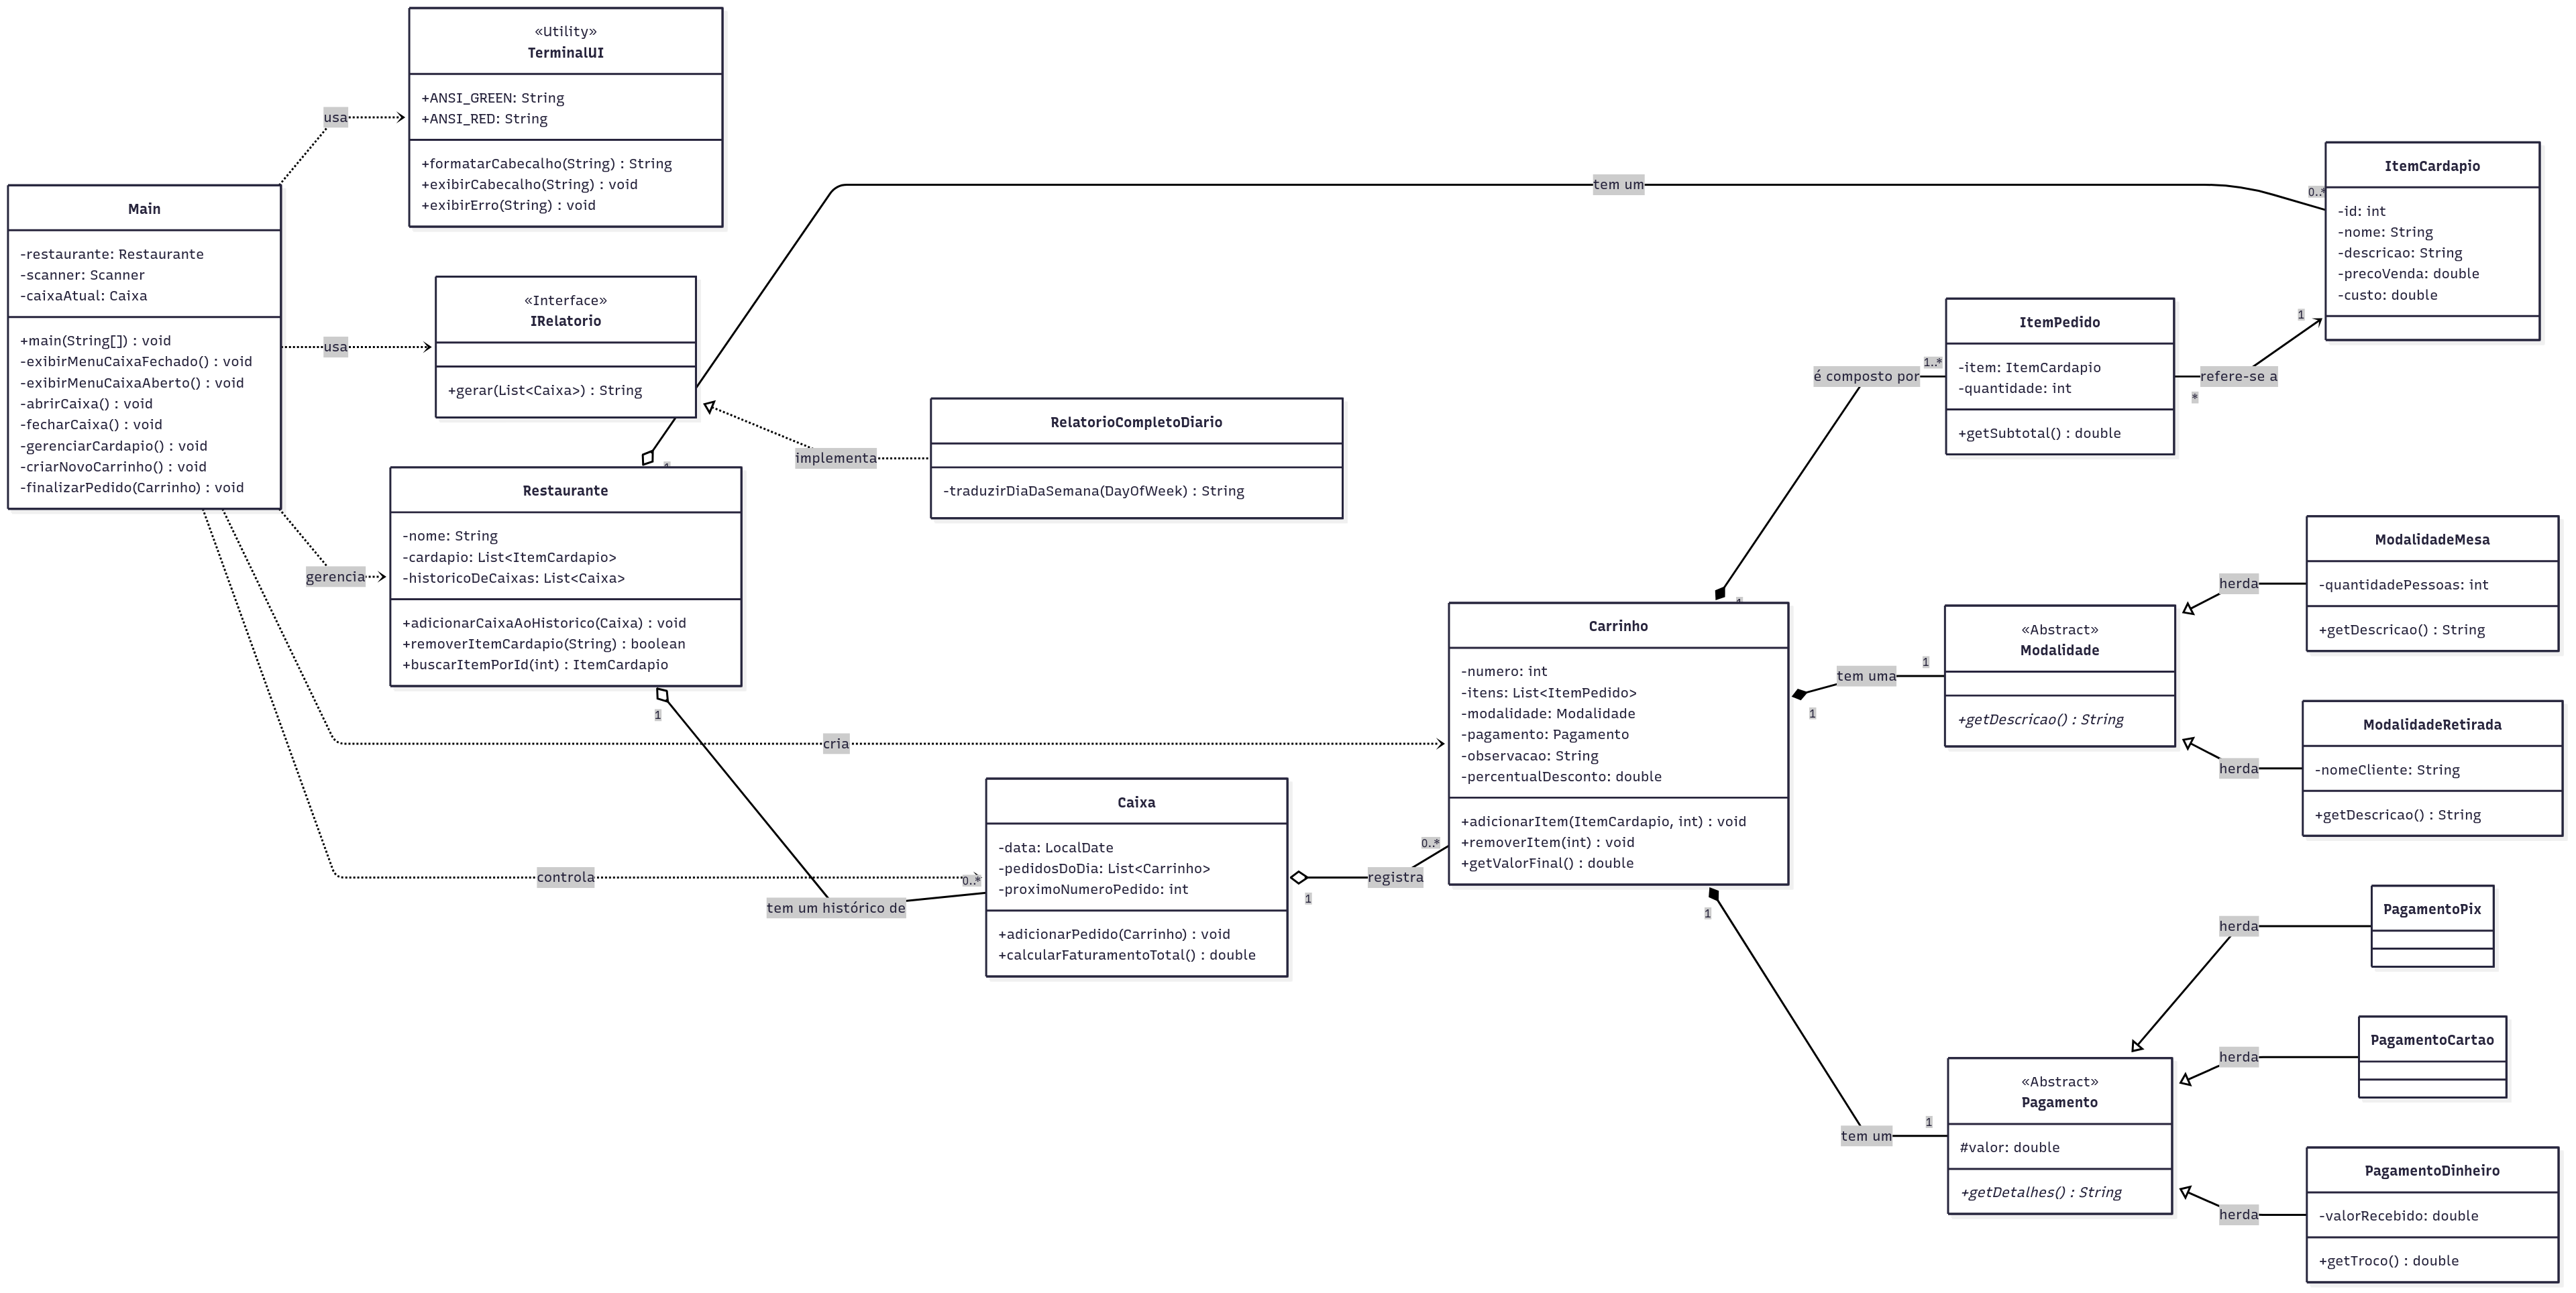 «Utility»
TerminalUI
+ANSI_GREEN: String
+ANSI_RED: String
+formatarCabecalho(String) : String
+exibirCabecalho(String) : void
+exibirErro(String) : void
usa
Main
-restaurante: Restaurante
-scanner: Scanner
-caixaAtual: Caixa
+main(String[]) : void
-exibirMenuCaixaFechado() : void
-exibirMenuCaixaAberto() : void
-abrirCaixa() : void
-fecharCaixa() : void
-gerenciarCardapio() : void
-criarNovoCarrinho() : void
-finalizarPedido(Carrinho) : void
usa
«Interface»
IRelatorio
+gerar(List<Caixa>) : String
implementa
RelatorioCompletoDiario
-traduzirDiaDaSemana(DayOfWeek) : String
gerencia
Restaurante
-nome: String
-cardapio: List<ItemCardapio>
-historicoDeCaixas: List<Caixa>
+adicionarCaixaAoHistorico(Caixa) : void
+removerItemCardapio(String) : boolean
+buscarItemPorId(int) : ItemCardapio
1
tem um
0..*
ItemCardapio
-id: int
-nome: String
-descricao: String
-precoVenda: double
-custo: double
1
refere-se a
*
ItemPedido
-item: ItemCardapio
-quantidade: int
+getSubtotal() : double
1..*
é composto por
cria
controla
tem um histórico de
0..*
Caixa
-data: LocalDate
-pedidosDoDia: List<Carrinho>
-proximoNumeroPedido: int
+adicionarPedido(Carrinho) : void
+calcularFaturamentoTotal() : double
1
registra
0..*
Carrinho
-numero: int
-itens: List<ItemPedido>
-modalidade: Modalidade
-pagamento: Pagamento
-observacao: String
-percentualDesconto: double
+adicionarItem(ItemCardapio, int) : void
+removerItem(int) : void
+getValorFinal() : double
1
tem uma
1
«Abstract»
Modalidade
+getDescricao() : String
herda
ModalidadeMesa
-quantidadePessoas: int
+getDescricao() : String
herda
ModalidadeRetirada
-nomeCliente: String
+getDescricao() : String
1
tem um
1
«Abstract»
Pagamento
#valor: double
+getDetalhes() : String
herda
PagamentoPix
herda
PagamentoCartao
herda
PagamentoDinheiro
-valorRecebido: double
+getTroco() : double